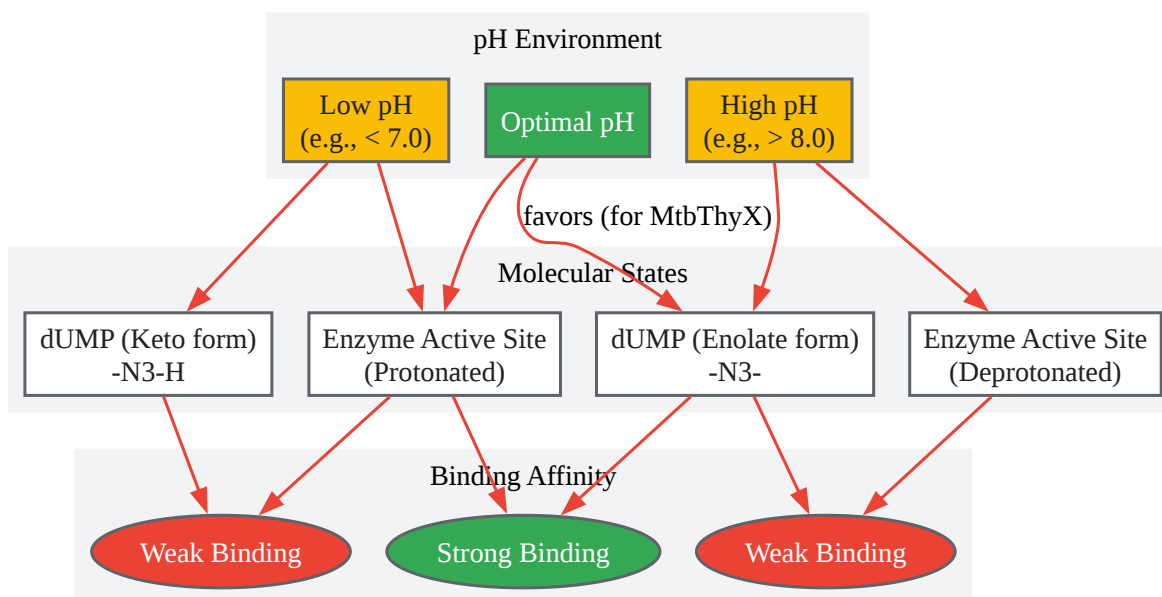 pH Environment
Low pH
(e.g., < 7.0)
Optimal pH
High pH
(e.g., > 8.0)
favors (for MtbThyX)
Molecular States
dUMP (Keto form)
-N3-H
Enzyme Active Site
(Protonated)
dUMP (Enolate form)
-N3-
Enzyme Active Site
(Deprotonated)
Binding Affinity
Weak Binding
Strong Binding
Weak Binding